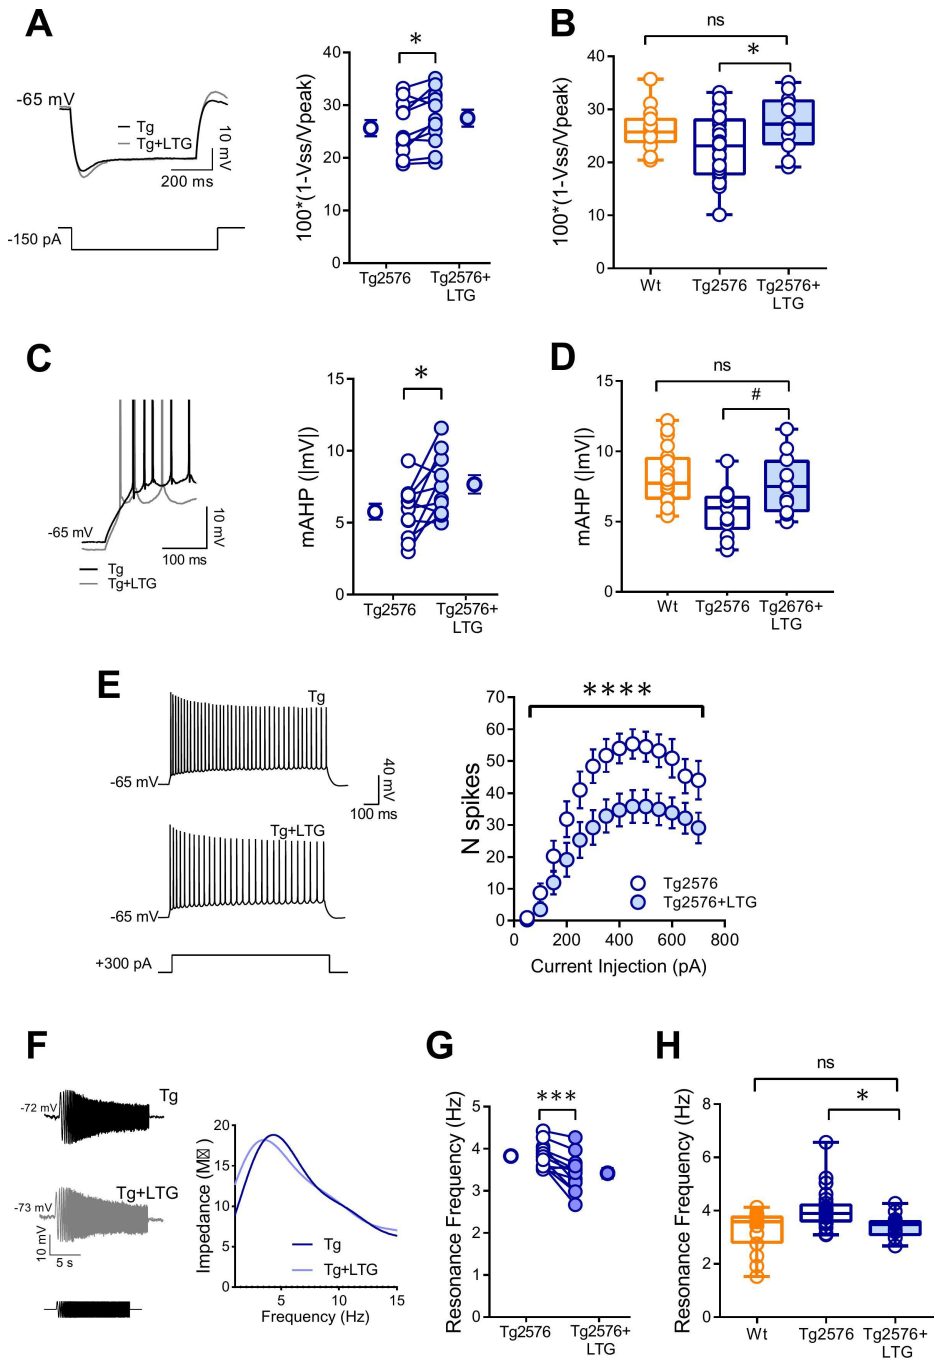 A
-65 mV
Tg
Tg+LTG
10 mV
200 ms
-150 pA
100*(1-Vss/Vpeak)
40
30
20
10
0
*
Tg2576
Tg2576+
LTG
B
100*(1-Vss/Vpeak)
40
30
20
10
0
ns
*
Wt
Tg2576
Tg2576+
LTG
C
-65 mV
10 mV
100 ms
Tg
Tg+LTG
mAHP (|mV|)
15
10
5
0
*
Tg2576
Tg2576+
LTG
D
mAHP (|mV|)
15
10
5
0
ns
#
Wt
Tg2576
Tg2676+
LTG
E
Tg
-65 mV
40 mV
100 ms
Tg+LTG
-65 mV
+300 pA
N spikes
70
60
50
40
30
20
10
0
****
Tg2576
Tg2576+LTG
0
200
400
600
800
Current Injection (pA)
F
Tg
-72 mV
Tg+LTG
-73 mV
10 mV
5 s
Impedance (M☒)
20
15
10
5
0
Tg
Tg+LTG
5
10
15
Frequency (Hz)
G
Resonance Frequency (Hz)
5
4
3
2
1
0
***
Tg2576
Tg2576+
LTG
H
Resonance Frequency (Hz)
8
6
4
2
0
ns
*
Wt
Tg2576
Tg2576+
LTG